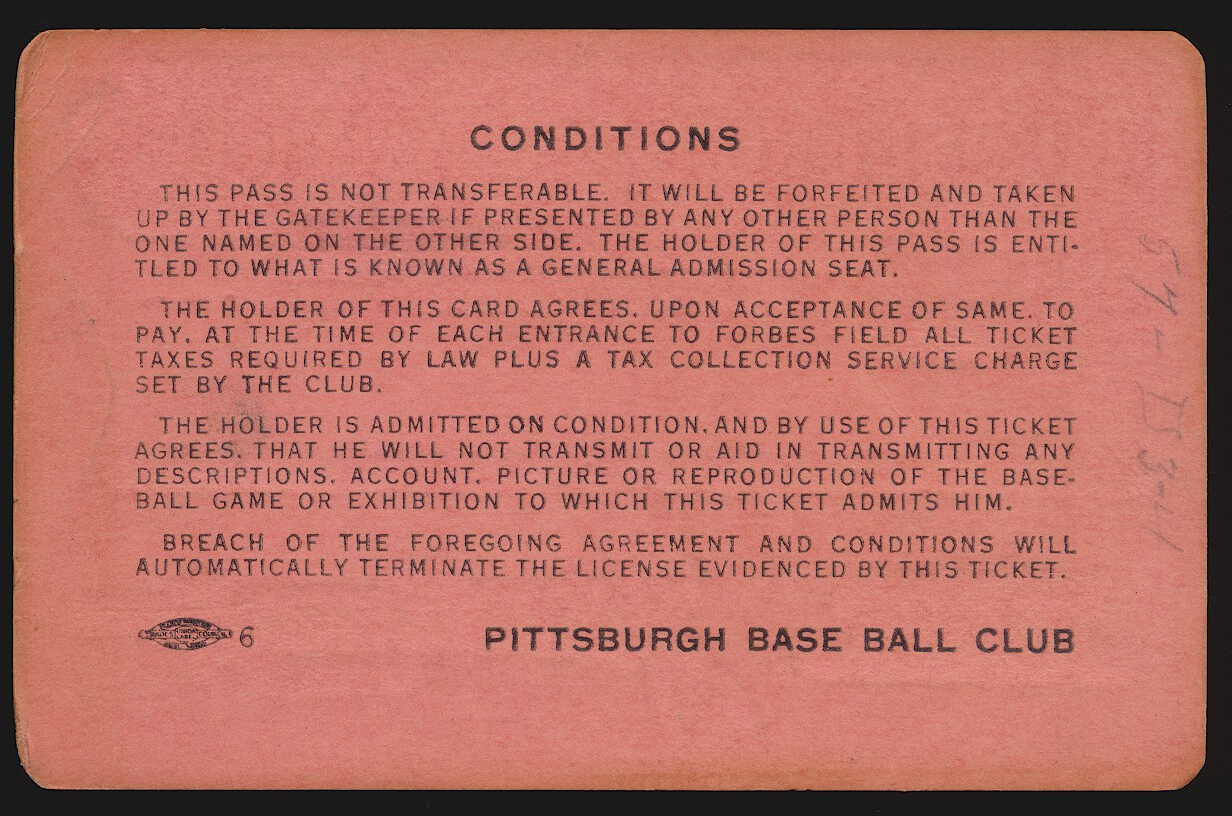 CONDITIONS
THIS PASS IS NOT TRANSFERABLE. IT WILL BE FORFEITED AND TAKEN
UP BY THE GATEKEEPER IF PRESENTED BY ANY OTHER PERSON THAN THE
ONE NAMED ON THE OTHER SIDE. THE HOLDER OF THIS PASS IS ENTI-
TLED TO WHAT IS KNOWN AS A GENERAL ADMISSION SEAT.
THE HOLDER OF THIS CARD AGREES, UPON ACCEPTANCE OF SAME, TO
PAY, AT THE TIME OF EACH ENTRANCE TO FORBES FIELD ALL TICKET
TAXES REQUIRED BY LAW PLUS A TAX COLLECTION SERVICE CHARGE
SET BY THE CLUB.
THE HOLDER IS ADMITTED ON CONDITION, AND BY USE OF THIS TICKET
AGREES, THAT HE WILL NOT TRANSMIT OR AID IN TRANSMITTING ANY
DESCRIPTIONS, ACCOUNT, PICTURE OR REPRODUCTION OF THE BASE-
BALL GAME OR EXHIBITION TO WHICH THIS TICKET ADMITS HIM.
BREACH OF THE FOREGOING AGREEMENT AND CONDITIONS WILL
AUTOMATICALLY TERMINATE THE LICENSE EVIDENCED BY THIS TICKET.
6
PITTSBURGH BASE BALL CLUB